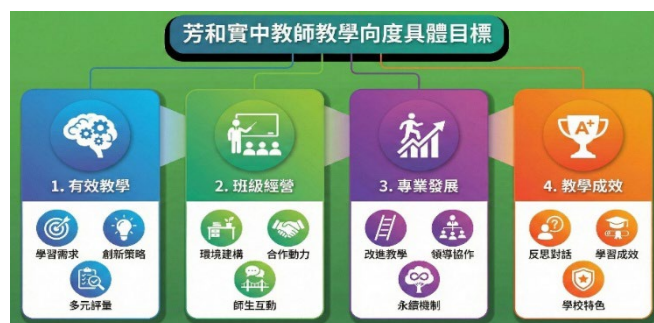 芳和實中教師教學向度具體目標
1. 有效教學
學習需求
創新策略
多元評量
2. 班級經營
環境建構
合作動力
師生互動
3. 專業發展
改進教學
領導協作
永續機制
4. 教學成效
A+
反思對話
學習成效
學校特色